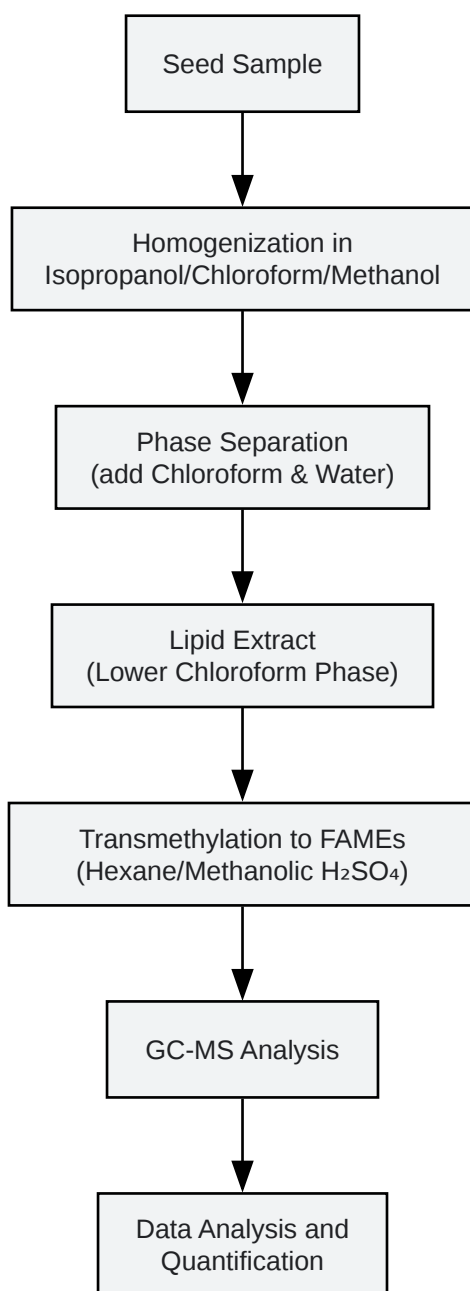 Seed Sample
Homogenization in
Isopropanol/Chloroform/Methanol
Phase Separation
(add Chloroform & Water)
Lipid Extract
(Lower Chloroform Phase)
Transmethylation to FAMEs
(Hexane/Methanolic H₂SO₄)
GC-MS Analysis
Data Analysis and
Quantification